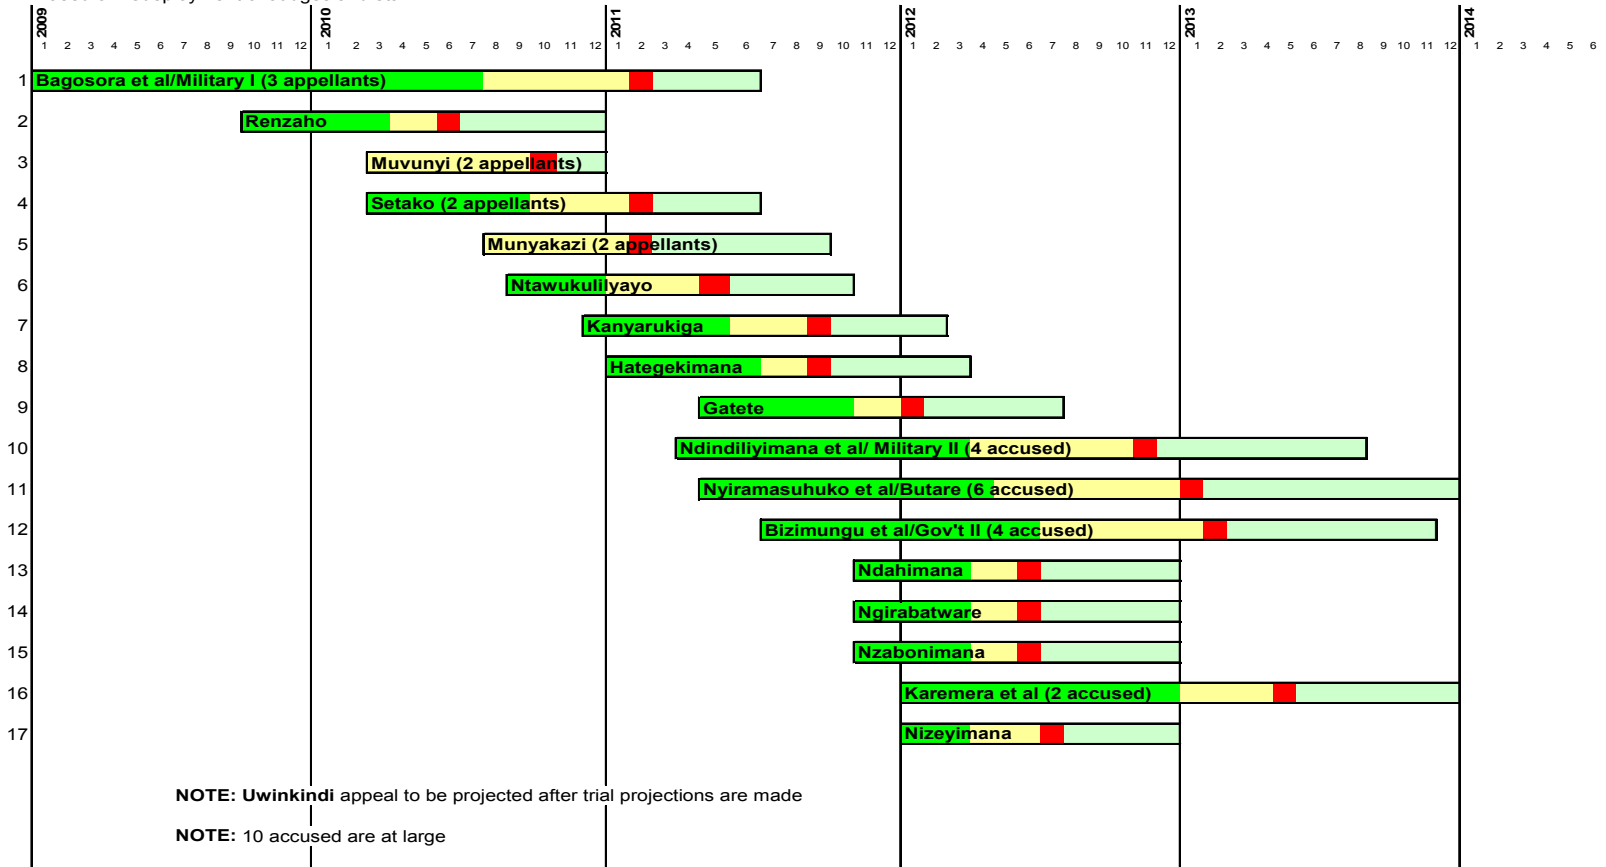 2009 2010 2011 2012 2013 2014
1 2 3 4 5 6 7 8 9 10 11 12 1 2 3 4 5 6 7 8 9 10 11 12 1 2 3 4 5 6 7 8 9 10 11 12 1 2 3 4 5 6 7 8 9 10 11 12 1 2 3 4 5 6 7 8 9 10 11 12 1 2 3 4 5 6
1 Bagosora et al/Military I (3 appellants)
2 Renzaho
3 Muvunyi (2 appellants)
4 Setako (2 appellants)
5 Munyakazi (2 appellants)
6 Ntawukulilyayo
7 Kanyarukiga
8 Hategekimana
9 Gatete
10 Ndindiliyimana et al/ Military II (4 accused)
11 Nyiramasuhuko et al/Butare (6 accused)
12 Bizimungu et al/Gov't II (4 accused)
13 Ndahimana
14 Ngirabatware
15 Nzabonimana
16 Karemera et al (2 accused)
17 Nizeyimana
NOTE: Uwinkindi appeal to be projected after trial projections are made
NOTE: 10 accused are at large